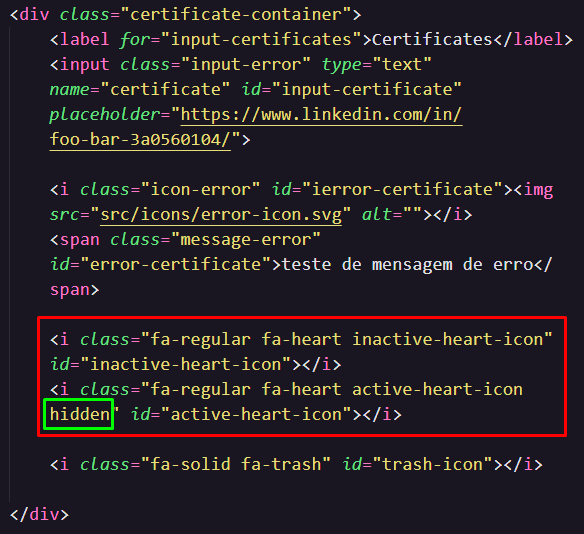 <div class="certificate-container">
<label for="input-certificates">Certificates</label>
<input class="input-error" type="text"
name="certificate" id="input-certificate"
placeholder="https://www.linkedin.com/in/
foo-bar-3a0560104/">
<i class="icon-error" id="ierror-certificate"><img
src="src/icons/error-icon.svg" alt=""></i>
<span class="message-error"
id="error-certificate">teste de mensagem de erro</
span>
<i class="fa-regular fa-heart inactive-heart-icon"
id="inactive-heart-icon"></i>
<i class="fa-regular fa-heart active-heart-icon
hidden" id="active-heart-icon"></i>
<i class="fa-solid fa-trash" id="trash-icon"></i>
</div>